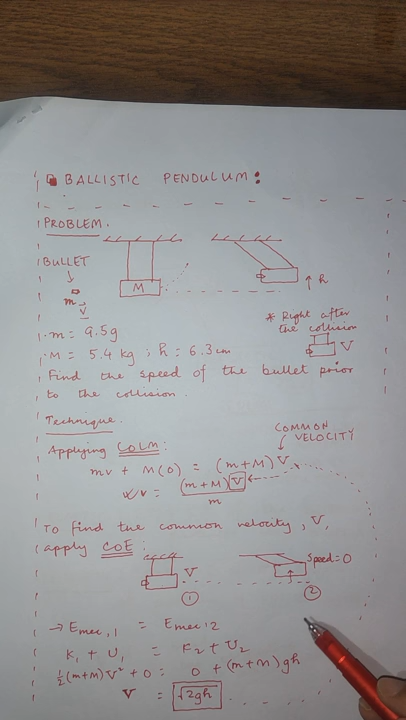 BALLISTIC PENDULUM:
PROBLEM.
BULLET
m
v
M
h
* Right after
the collision
V
· m = 9.5g
· M = 5.4 kg ; h = 6.3cm
Find the speed of the bullet prior
to the collision.
Technique.
COMMON
VELOCITY
Applying COLM:
mv + M(0) = (m+M)V
v = (m+M)V / m
To find the common velocity, V,
apply COE:
V
Speed=0
1
2
→ Emec,1 = Emec,2
K1 + U1 = K2 + U2
½(m+M)V² + 0 = 0 + (m+M)gh
V = √2gh